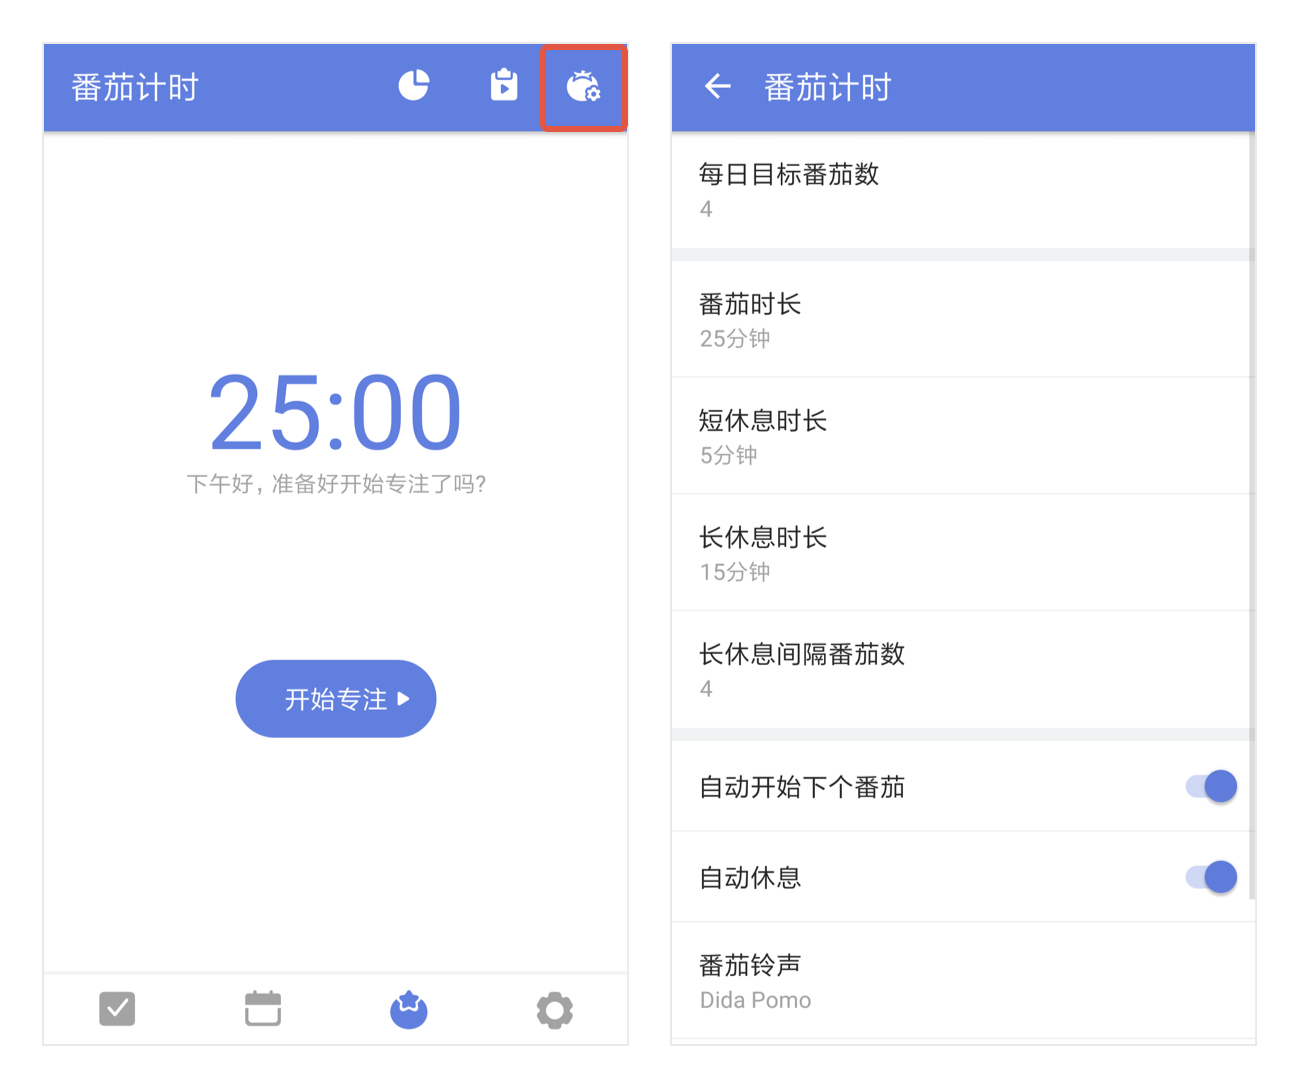 番茄计时
25:00
下午好，准备好开始专注了吗?
开始专注
番茄计时
每日目标番茄数
4
番茄时长
25分钟
短休息时长
5分钟
长休息时长
15分钟
长休息间隔番茄数
4
自动开始下个番茄
自动休息
番茄铃声
Dida Pomo